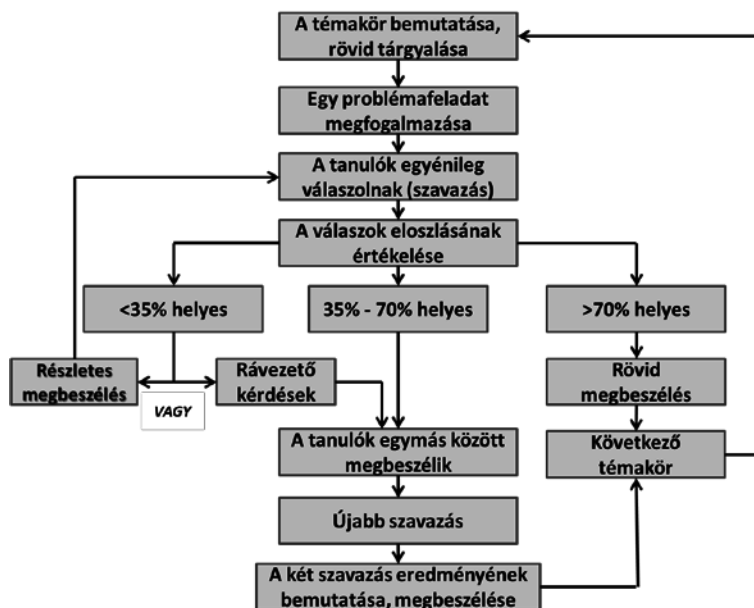 A témakör bemutatása,
rövid tárgyalása
Egy problémafeladat
megfogalmazása
A tanulók egyénileg
válaszolnak (szavazás)
A válaszok eloszlásának
értékelése
<35% helyes
35% - 70% helyes
>70% helyes
Részletes
megbeszélés
VAGY
Rávezető
kérdések
Rövid
megbeszélés
A tanulók egymás között
megbeszélik
Következő
témakör
Újabb szavazás
A két szavazás eredményének
bemutatása, megbeszélése